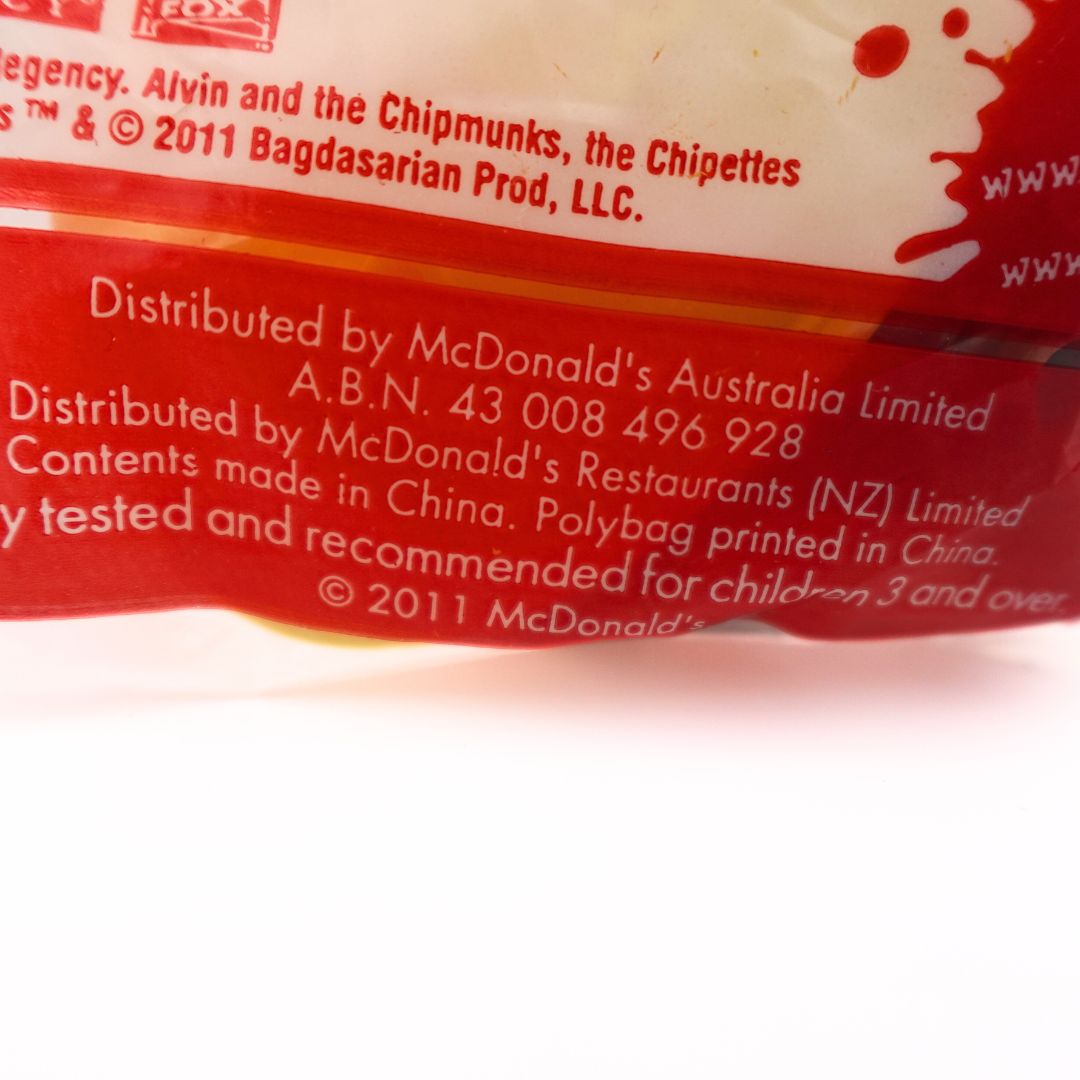 FOX
Regency. Alvin and the Chipmunks, the Chipettes
s ™ & © 2011 Bagdasarian Prod, LLC.
www
www
Distributed by McDonald's Australia Limited
A.B.N. 43 008 496 928
Distributed by McDonald's Restaurants (NZ) Limited
Contents made in China. Polybag printed in China.
y tested and recommended for children 3 and over.
© 2011 McDonald's